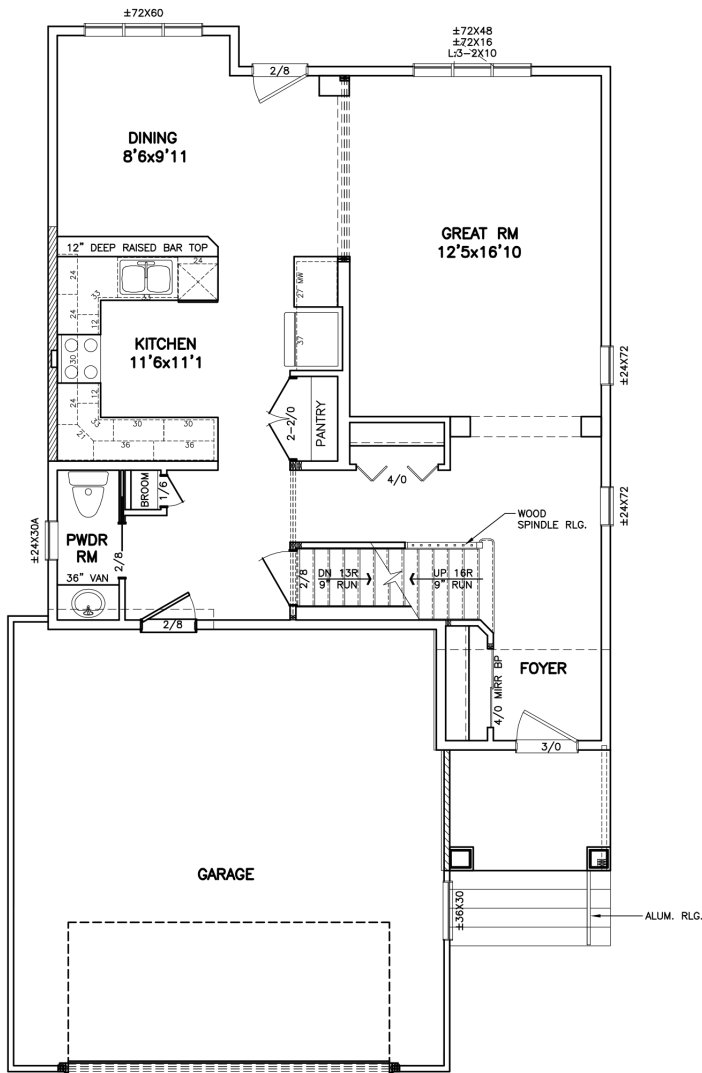 ±72X60
±72X48
±72X16
L:3-2X10
2/8
DINING
8'6x9'11
GREAT RM
12'5x16'10
12" DEEP RAISED BAR TOP
24
24
33
33
27 MW
24
12
KITCHEN
11'6x11'1
30
37
±24X72
24
12
33
30
30
21
36
36
2-2/0
PANTRY
4/0
BROOM
1/6
±24X72
WOOD
SPINDLE RLG.
±24X30A
PWDR
RM
2/8
36" VAN
2/8
DN 13R
9" RUN
UP 16R
9" RUN
2/8
FOYER
4/0 MIRR BP
3/0
GARAGE
±36X30
ALUM. RLG.